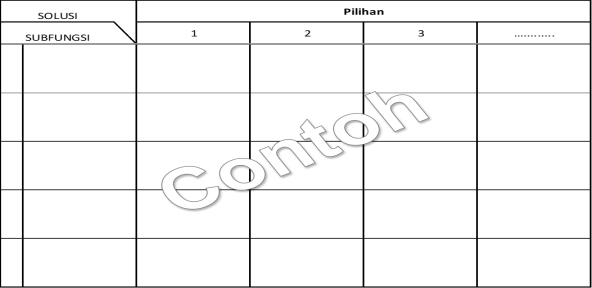 SOLUSI
Pilihan
SUBFUNGSI
1
2
3
............
Contoh